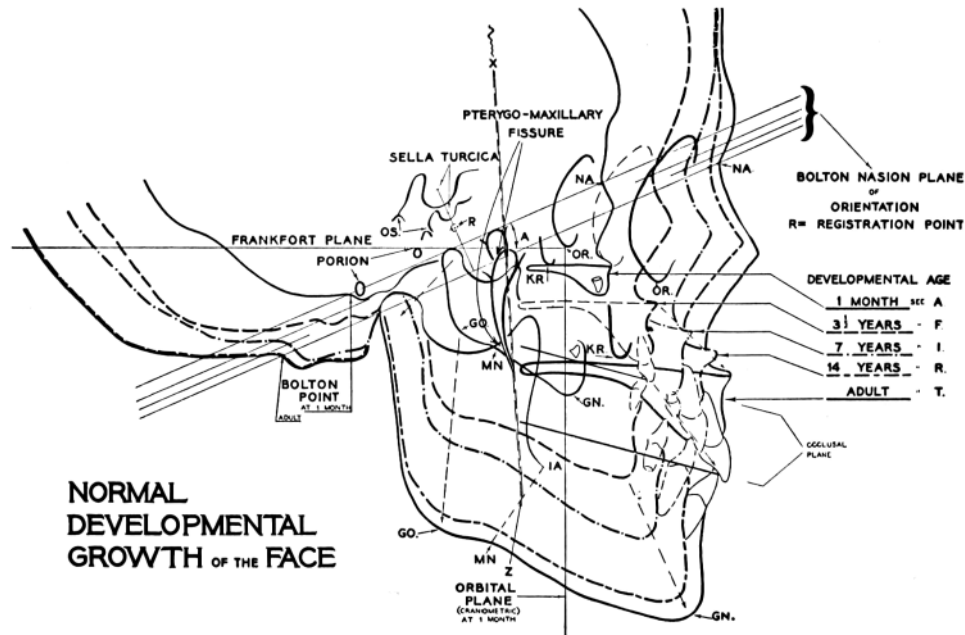 X
PTERYGO-MAXILLARY
FISSURE
SELLA TURCICA
NA.
NA.
BOLTON NASION PLANE
OF
ORIENTATION
R= REGISTRATION POINT
OS.
R
A
FRANKFORT PLANE
O
PORION
OR.
KR
OR.
DEVELOPMENTAL AGE
1 MONTH SEE A
3½ YEARS " F.
7 YEARS " I.
14 YEARS " R.
ADULT " T.
GO.
MN
KR.
GN.
BOLTON
POINT
AT 1 MONTH
ADULT
OCCLUSAL
PLANE
IA
NORMAL
DEVELOPMENTAL
GROWTH OF THE FACE
GO.
MN
Z
ORBITAL
PLANE
(CRANIOMETRIC)
AT 1 MONTH
GN.